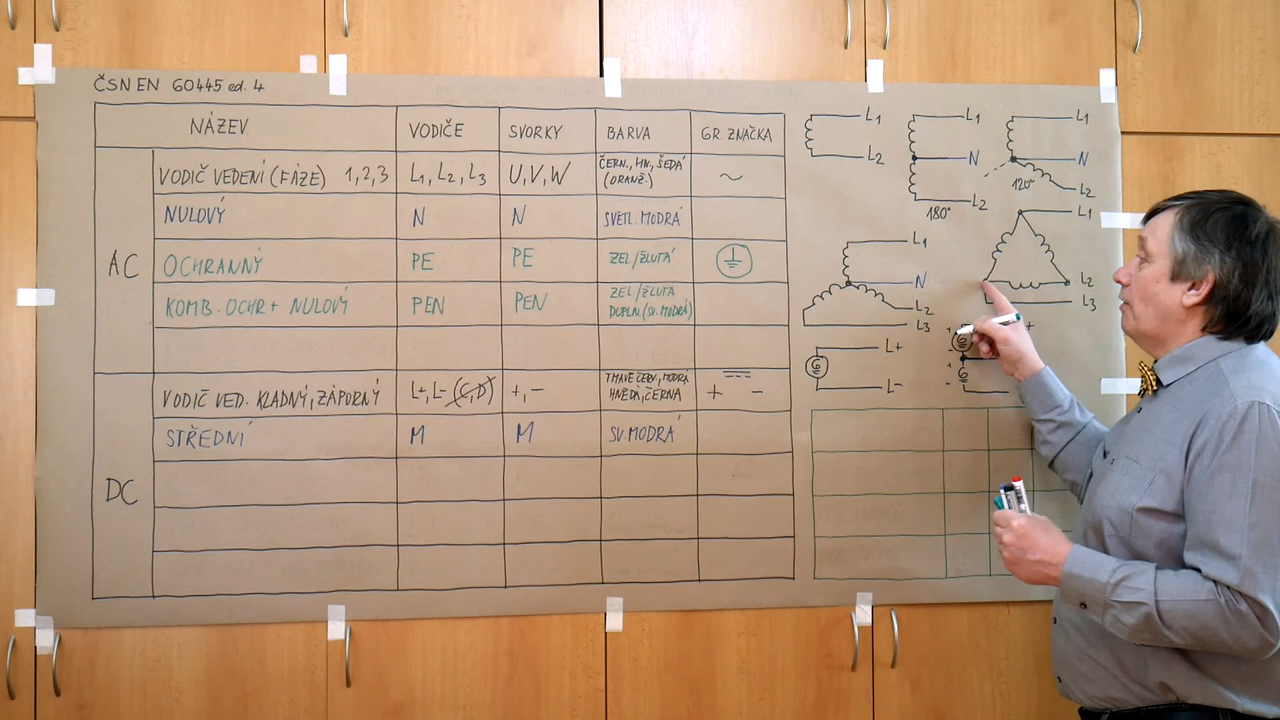 ČSN EN 60445 ed. 4
NÁZEV VODIČE SVORKY BARVA GR. ZNAČKA
AC
VODIČ VEDENÍ (FÁZE) 1,2,3 L1, L2, L3 U,V,W ČERN., HN., ŠEDÁ (ORANŽ.) ~
NULOVÝ N N SVĚTL. MODRÁ
OCHRANNÝ PE PE ZEL/ŽLUTÁ
KOMB. OCHR + NULOVÝ PEN PEN ZEL/ŽLUTÁ DOPLN. (SV. MODRÁ)
DC
VODIČ VED. KLADNÝ, ZÁPORNÝ L+, L- (C, D) +, - TMAVĚ ČERV., MODRÁ HNĚDÁ, ČERNÁ + -
STŘEDNÍ M M SV. MODRÁ
L1
L2
L1
N
L2
180°
L1
N
L2
120°
L1
N
L2
L3
L1
L2
L3
G
L+
L-
G
G
+
-
+
-
+